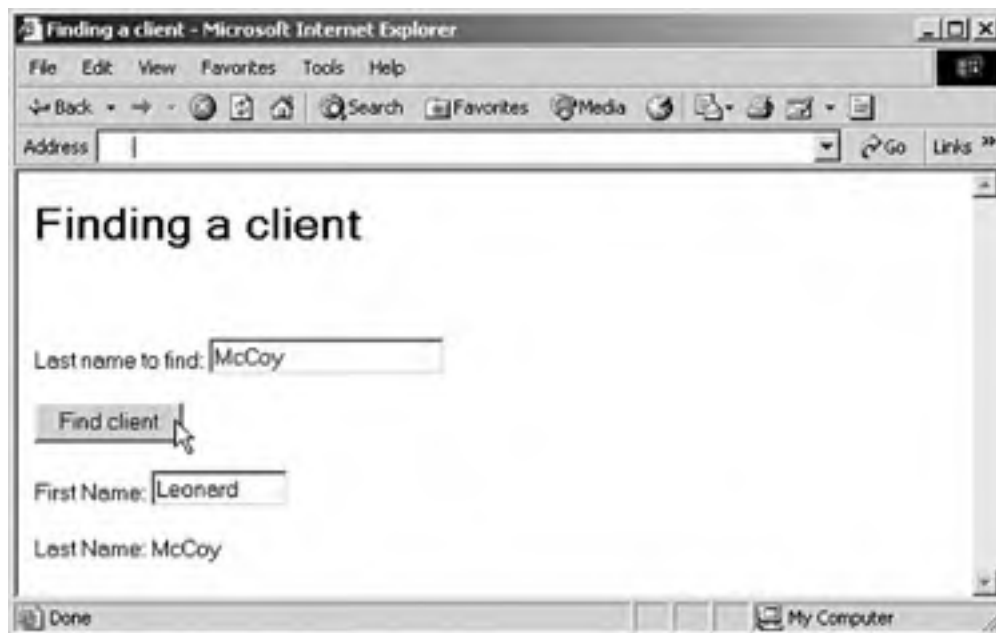 Finding a client - Microsoft Internet Explorer
File Edit View Favorites Tools Help
Back Search Favorites Media
Address Go Links »
Finding a client
Last name to find: McCoy
Find client
First Name: Leonard
Last Name: McCoy
Done My Computer